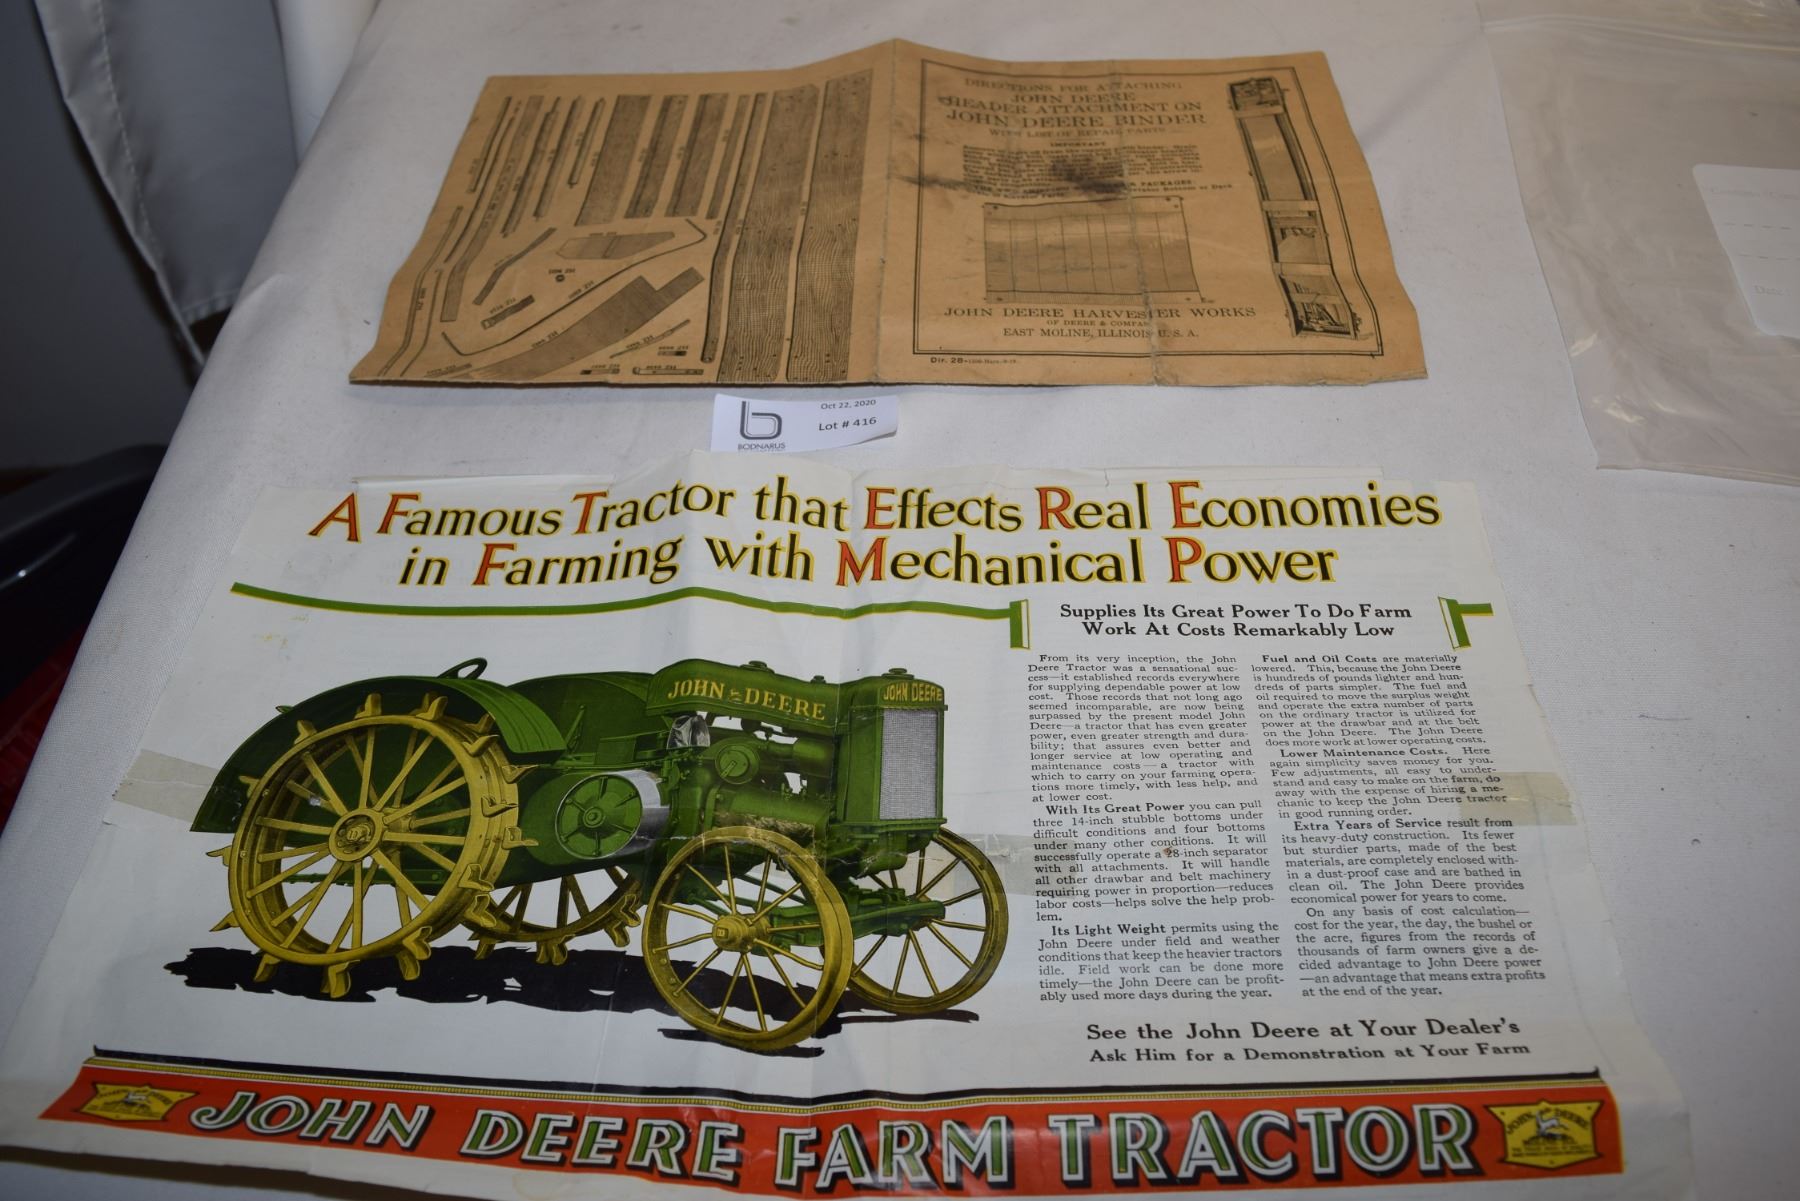 DIRECTIONS FOR ATTACHING
JOHN DEERE
HEADER ATTACHMENT ON
JOHN DEERE BINDER
WITH LIST OF REPAIR PARTS
IMPORTANT
JOHN DEERE HARVESTER WORKS
OF DEERE & COMPANY
EAST MOLINE, ILLINOIS U. S. A.
Dir. 28
b
BODNARUS
Oct 22, 2020
Lot # 416
A Famous Tractor that Effects Real Economies
in Farming with Mechanical Power
Supplies Its Great Power To Do Farm
Work At Costs Remarkably Low
From its very inception, the John
Deere Tractor was a sensational suc-
cess—it established records everywhere
for supplying dependable power at low
cost. Those records that not long ago
seemed incomparable, are now being
surpassed by the present model John
Deere—a tractor that has even greater
power, even greater strength and dura-
bility; that assures even better and
longer service at low operating and
maintenance costs—a tractor with
which to carry on your farming opera-
tions more timely, with less help, and
at lower cost.
With Its Great Power you can pull
three 14-inch stubble bottoms under
difficult conditions and four bottoms
under many other conditions. It will
successfully operate a 28-inch separator
with all attachments. It will handle
all other drawbar and belt machinery
requiring power in proportion—reduces
labor costs—helps solve the help prob-
lem.
Its Light Weight permits using the
John Deere under field and weather
conditions that keep the heavier tractors
idle. Field work can be done more
timely—the John Deere can be profit-
ably used more days during the year.
Fuel and Oil Costs are materially
lowered. This, because the John Deere
is hundreds of pounds lighter and hun-
dreds of parts simpler. The fuel and
oil required to move the surplus weight
and operate the extra number of parts
on the ordinary tractor is utilized for
power at the drawbar and at the belt
on the John Deere. The John Deere
does more work at lower operating costs.
Lower Maintenance Costs. Here
again simplicity saves money for you.
Few adjustments, all easy to under-
stand and easy to make on the farm, do
away with the expense of hiring a me-
chanic to keep the John Deere tractor
in good running order.
Extra Years of Service result from
its heavy-duty construction. Its fewer
but sturdier parts, made of the best
materials, are completely enclosed with-
in a dust-proof case and are bathed in
clean oil. The John Deere provides
economical power for years to come.
On any basis of cost calculation—
cost for the year, the day, the bushel or
the acre, figures from the records of
thousands of farm owners give a de-
cided advantage to John Deere power
—an advantage that means extra profits
at the end of the year.
See the John Deere at Your Dealer's
Ask Him for a Demonstration at Your Farm
JOHN DEERE
JOHN DEERE
JOHN DEERE FARM TRACTOR
JOHN DEERE